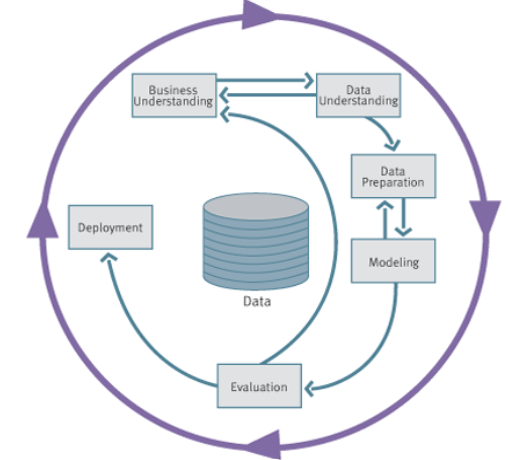 Business
Understanding
Data
Understanding
Data
Preparation
Deployment
Modeling
Data
Evaluation